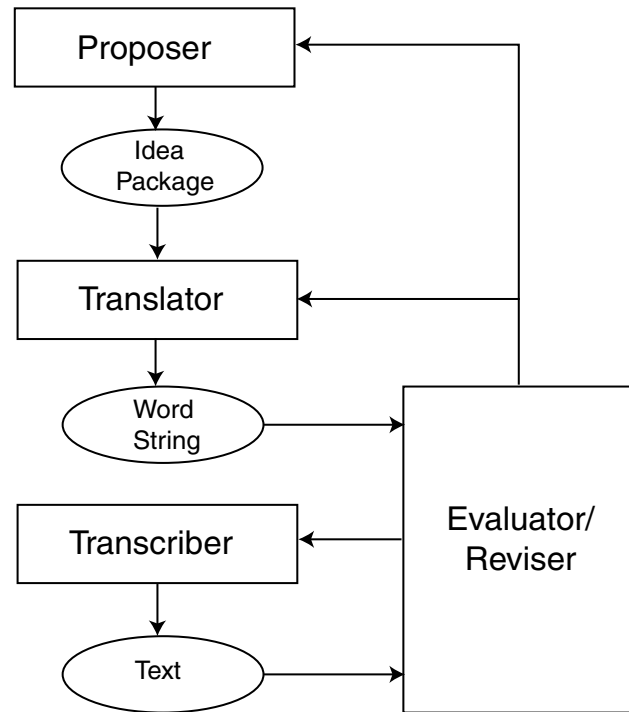 Proposer
Idea
Package
Translator
Word
String
Evaluator/
Reviser
Transcriber
Text